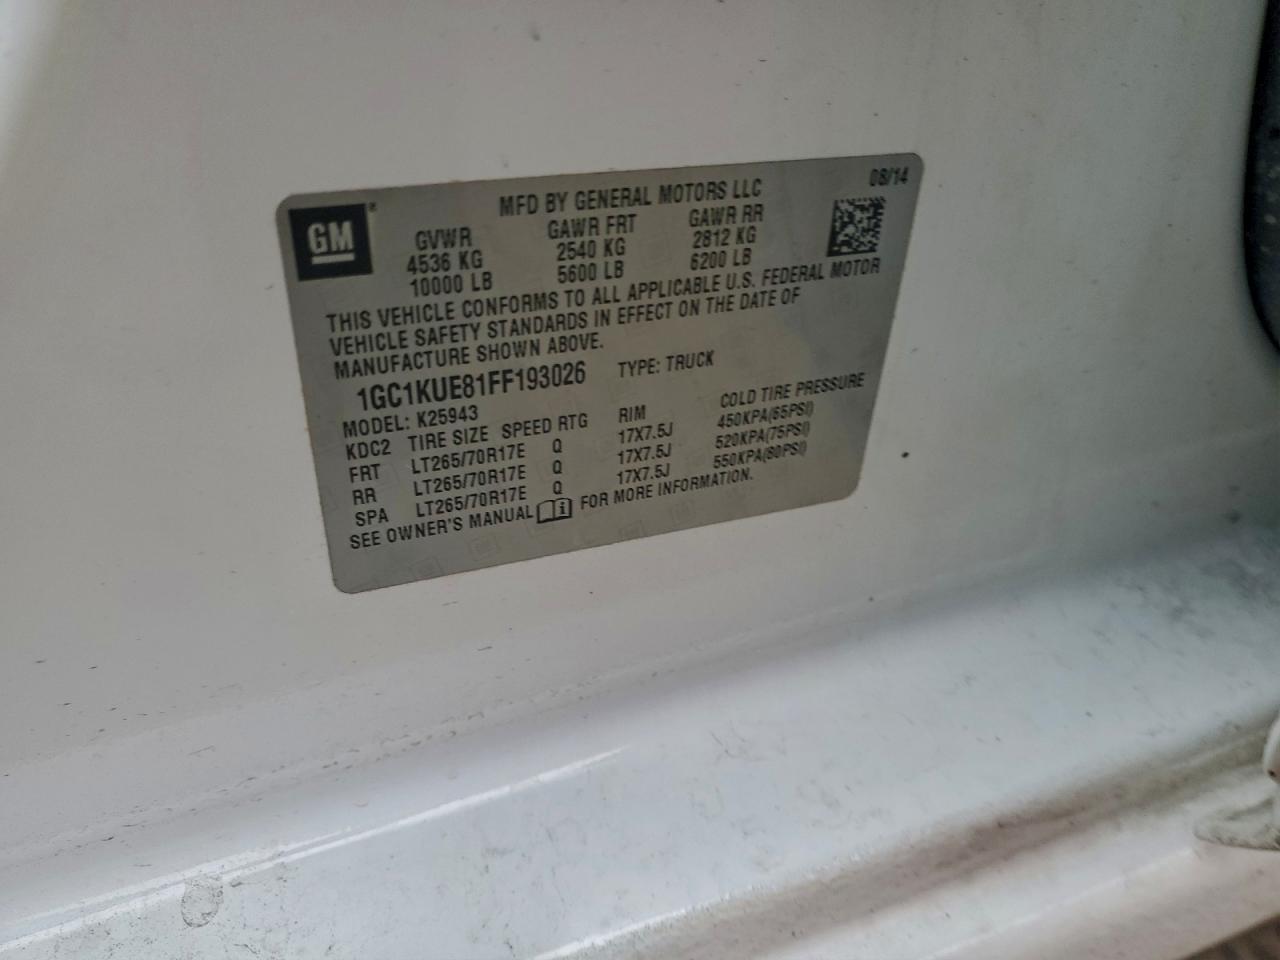 MFD BY GENERAL MOTORS LLC 08/14
GM
GVWR GAWR FRT GAWR RR
4536 KG 2540 KG 2812 KG
10000 LB 5600 LB 6200 LB
THIS VEHICLE CONFORMS TO ALL APPLICABLE U.S. FEDERAL MOTOR
VEHICLE SAFETY STANDARDS IN EFFECT ON THE DATE OF
MANUFACTURE SHOWN ABOVE.
1GC1KUE81FF193026 TYPE: TRUCK
MODEL: K25943
KDC2 TIRE SIZE SPEED RTG RIM COLD TIRE PRESSURE
FRT LT265/70R17E Q 17X7.5J 450KPA(65PSI)
RR LT265/70R17E Q 17X7.5J 520KPA(75PSI)
SPA LT265/70R17E Q 17X7.5J 550KPA(80PSI)
SEE OWNER'S MANUAL FOR MORE INFORMATION.